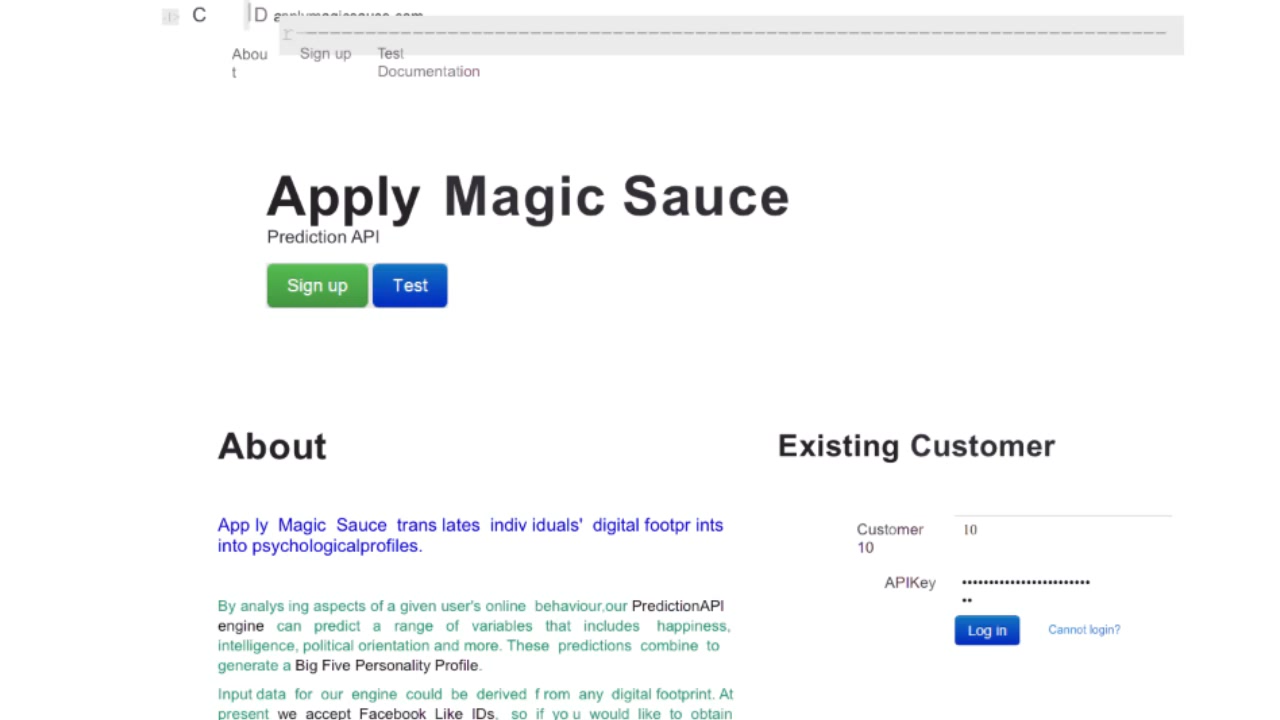 C D applymagicsauce.com
Abou Sign up Test
t Documentation
Apply Magic Sauce
Prediction API
Sign up Test
About
Existing Customer
App ly Magic Sauce trans lates indiv iduals' digital footpr ints
into psychologicalprofiles.
Customer 10
10
APIKey ••••••••••••••••••••••••
••
Log in Cannot login?
By analys ing aspects of a given user's online behaviour,our PredictionAPI
engine can predict a range of variables that includes happiness,
intelligence, political orientation and more. These predictions combine to
generate a Big Five Personality Profile.
Input data for our engine could be derived f rom any digital footprint. At
present we accept Facebook Like IDs, so if yo u would like to obtain